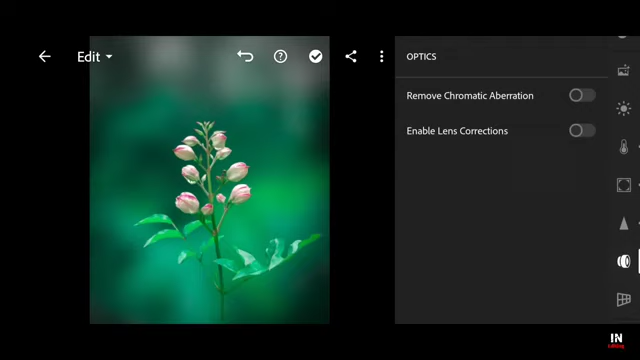 Edit
OPTICS
Remove Chromatic Aberration
Enable Lens Corrections
IN